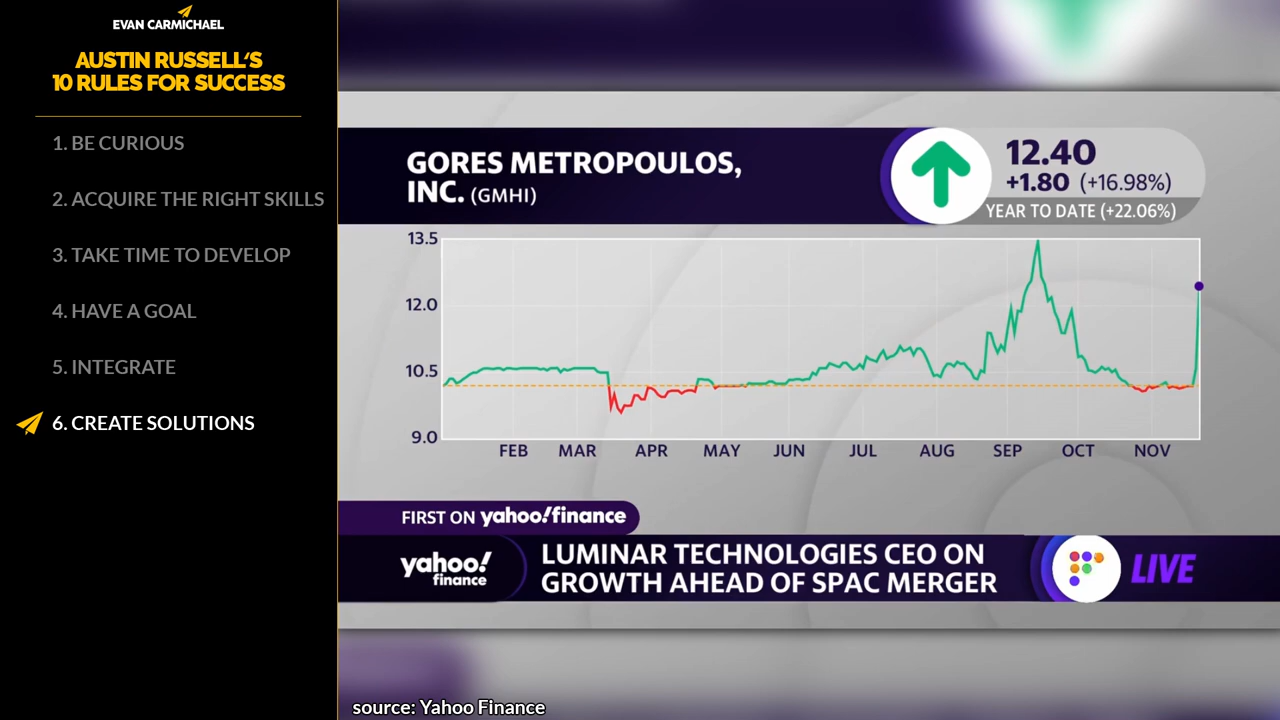 EVAN CARMICHAEL
AUSTIN RUSSELL'S
10 RULES FOR SUCCESS
1. BE CURIOUS
2. ACQUIRE THE RIGHT SKILLS
3. TAKE TIME TO DEVELOP
4. HAVE A GOAL
5. INTEGRATE
6. CREATE SOLUTIONS
GORES METROPOULOS,
INC. (GMHI)
12.40
+1.80 (+16.98%)
YEAR TO DATE (+22.06%)
13.5
12.0
10.5
9.0
FEB MAR APR MAY JUN JUL AUG SEP OCT NOV
FIRST ON yahoo!finance
yahoo!
finance
LUMINAR TECHNOLOGIES CEO ON
GROWTH AHEAD OF SPAC MERGER
LIVE
source: Yahoo Finance